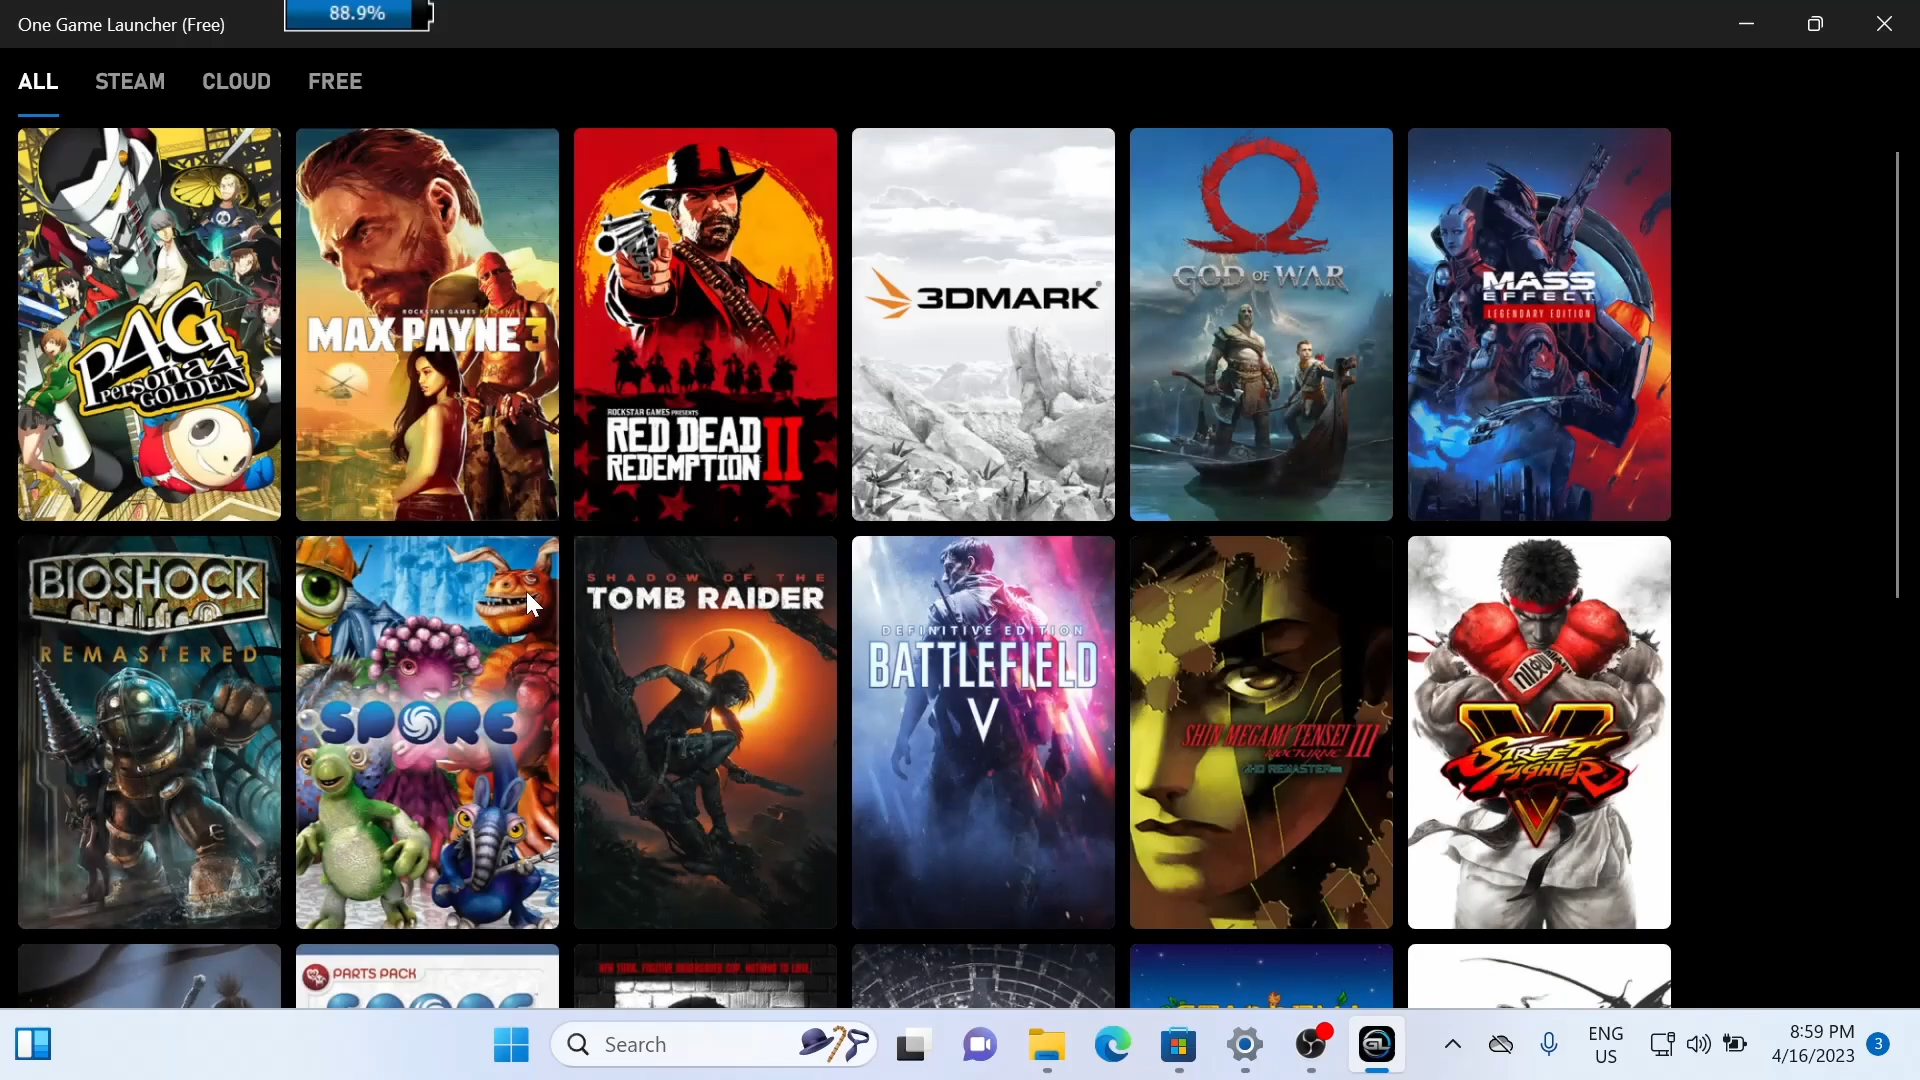 One Game Launcher (Free)
88.9%
ALL STEAM CLOUD FREE
P4G
Persona 4
GOLDEN
ROCKSTAR GAMES PRESENTS
MAX PAYNE 3
ROCKSTAR GAMES PRESENTS
RED DEAD
REDEMPTION II
3DMARK
GOD OF WAR
MASS
EFFECT
LEGENDARY EDITION
BIOSHOCK
REMASTERED
SPORE
SHADOW OF THE
TOMB RAIDER
DEFINITIVE EDITION
BATTLEFIELD
V
SHIN MEGAMI TENSEI III
NOCTURNE
HD REMASTER
V
STREET
FIGHTER
PARTS PACK
Search
ENG
US
8:59 PM
4/16/2023
3